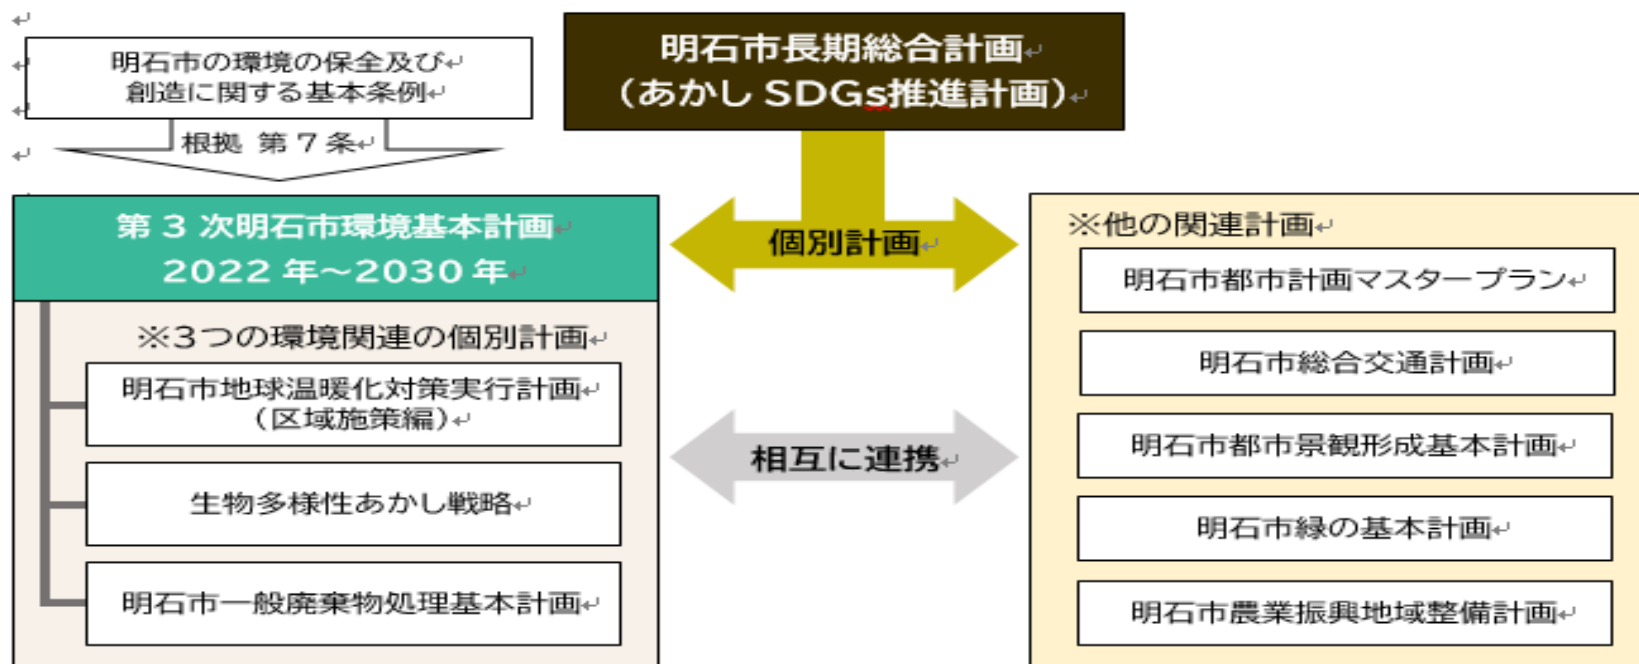 明石市の環境の保全及び
創造に関する基本条例
根拠 第7条
明石市長期総合計画
（あかしSDGs推進計画）
個別計画
第3次明石市環境基本計画
2022年～2030年
※3つの環境関連の個別計画
明石市地球温暖化対策実行計画
（区域施策編）
生物多様性あかし戦略
明石市一般廃棄物処理基本計画
相互に連携
※他の関連計画
明石市都市計画マスタープラン
明石市総合交通計画
明石市都市景観形成基本計画
明石市緑の基本計画
明石市農業振興地域整備計画